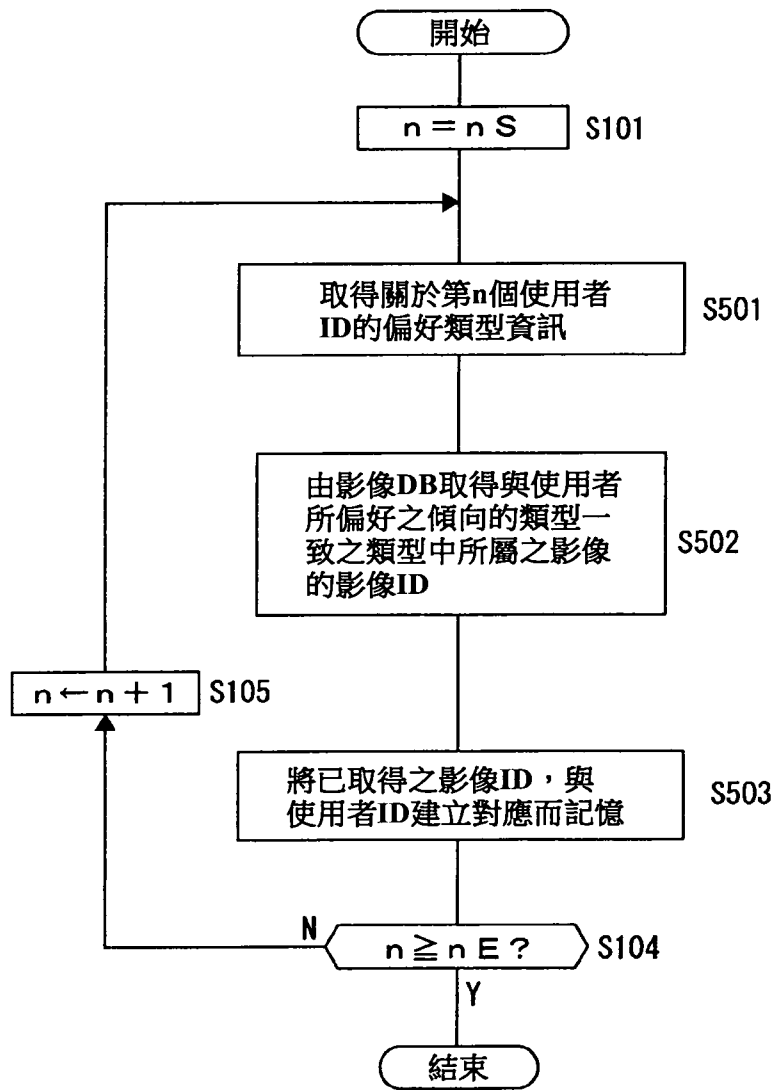 開始
n=nS
S101
取得關於第n個使用者
ID的偏好類型資訊
S501
由影像DB取得與使用者
所偏好之傾向的類型一
致之類型中所屬之影像
的影像ID
S502
n←n+1
S105
將已取得之影像ID，與
使用者ID建立對應而記憶
S503
N
n≧nE?
S104
Y
結束